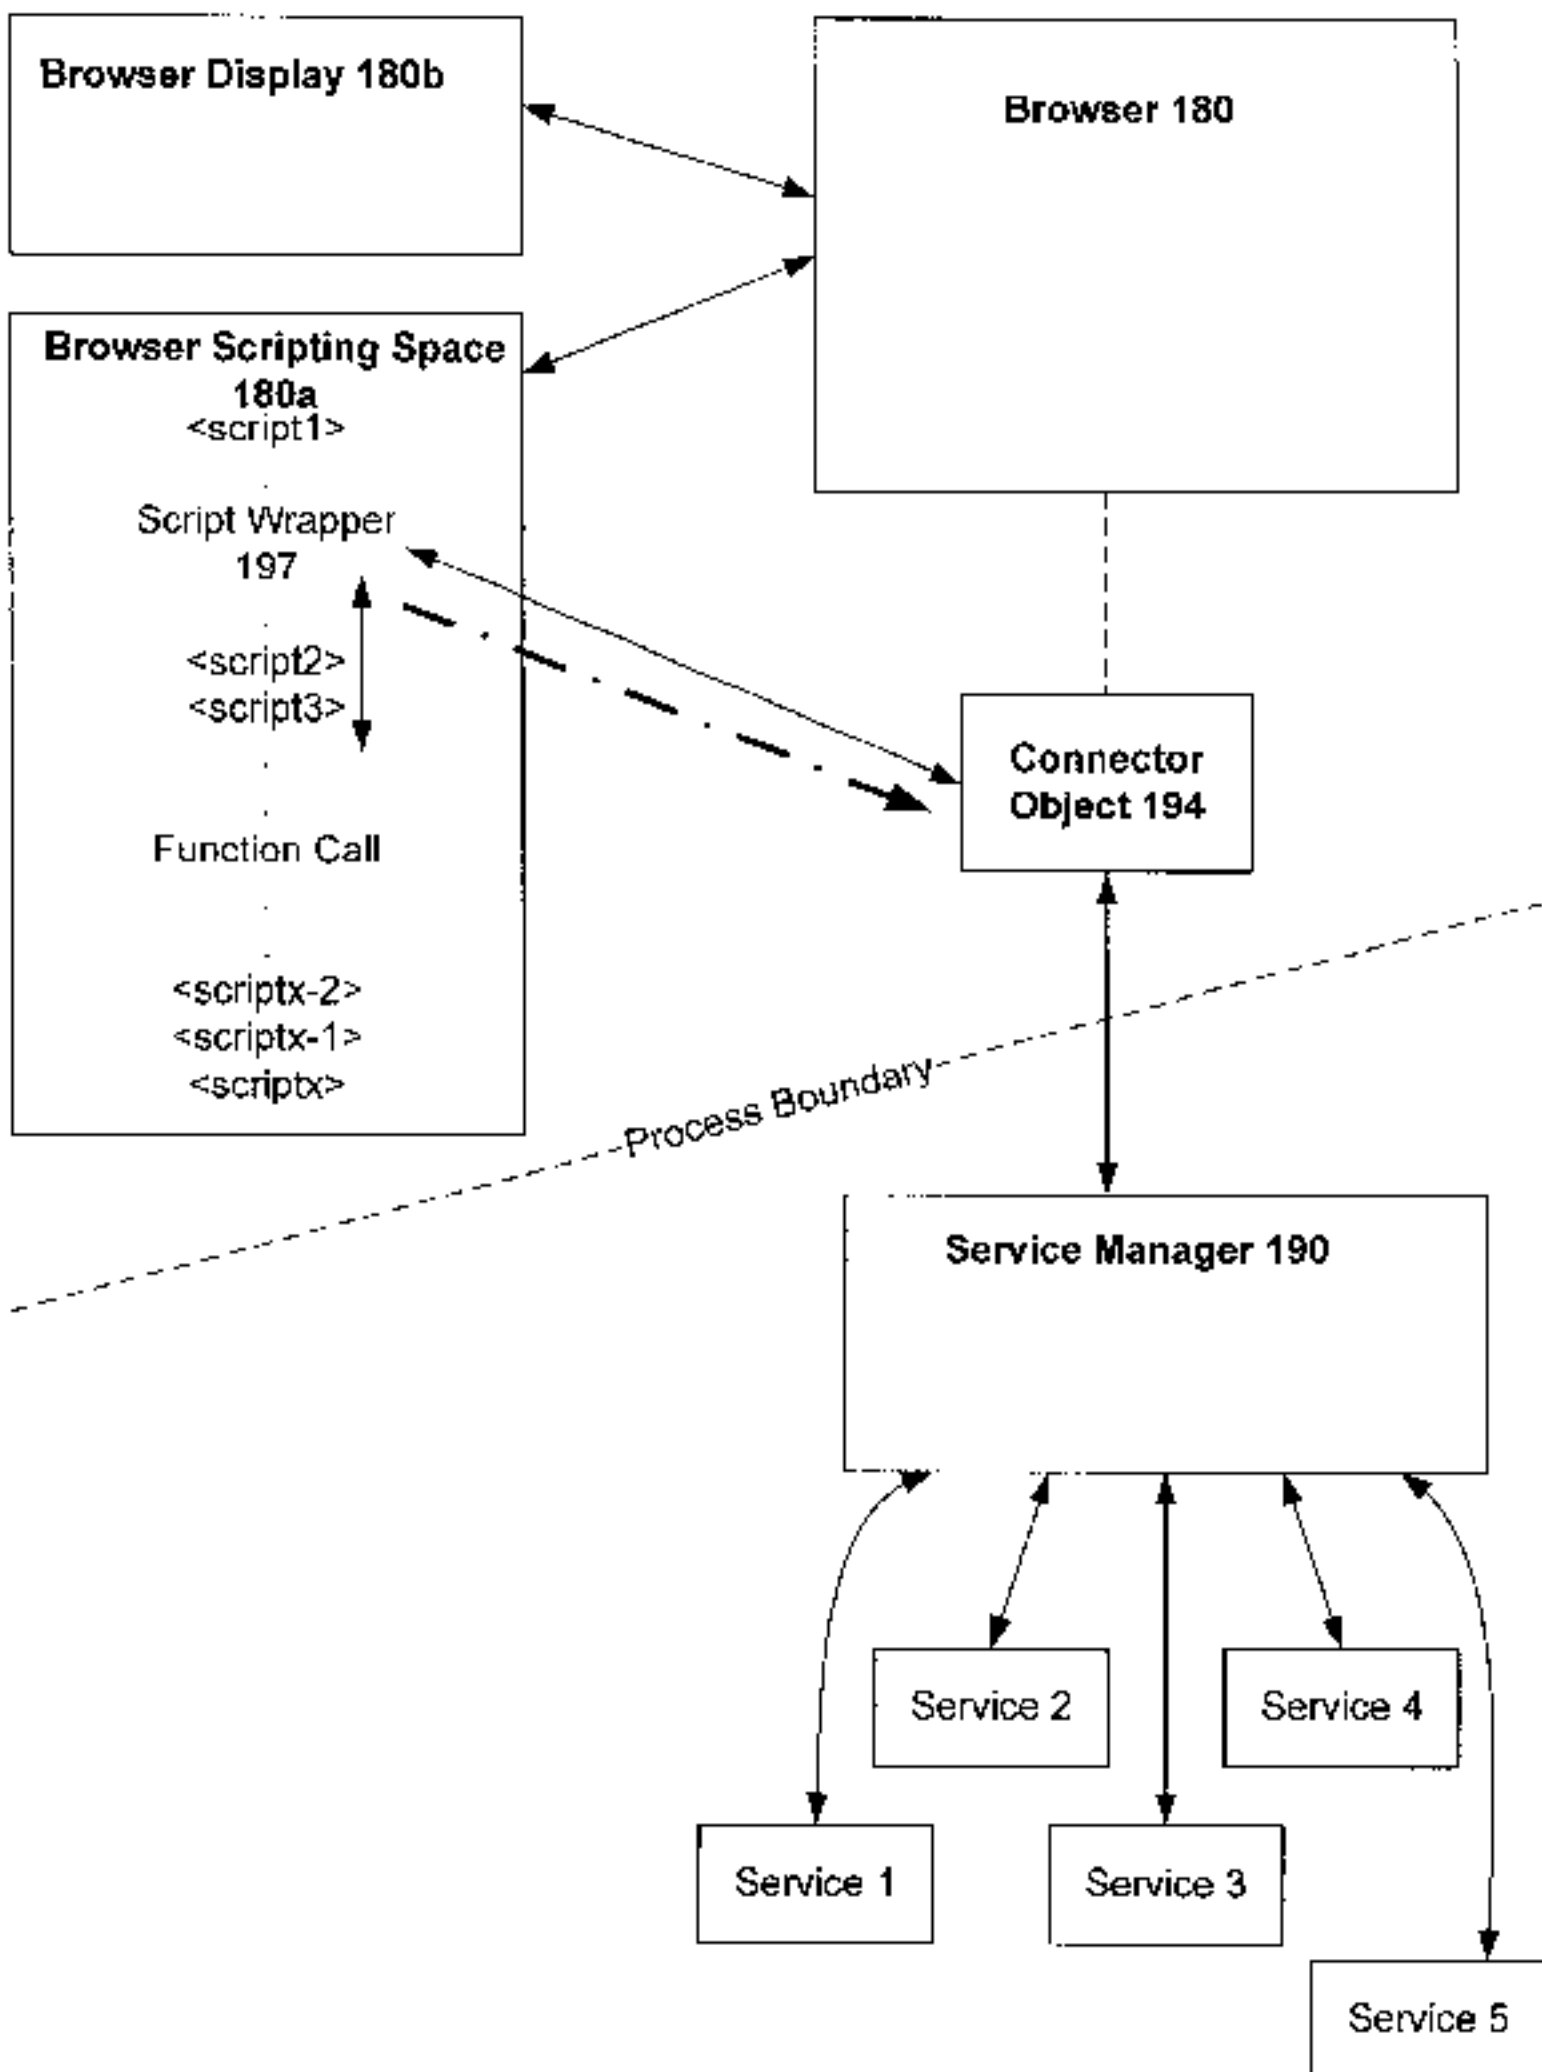 Browser Display 180b
Browser 180
Browser Scripting Space
180a
<script1>
.
Script Wrapper
197
.
<script2>
<script3>
.
.
Function Call
.
.
<scriptx-2>
<scriptx-1>
<scriptx>
Connector
Object 194
Process Boundary
Service Manager 190
Service 2
Service 4
Service 1
Service 3
Service 5